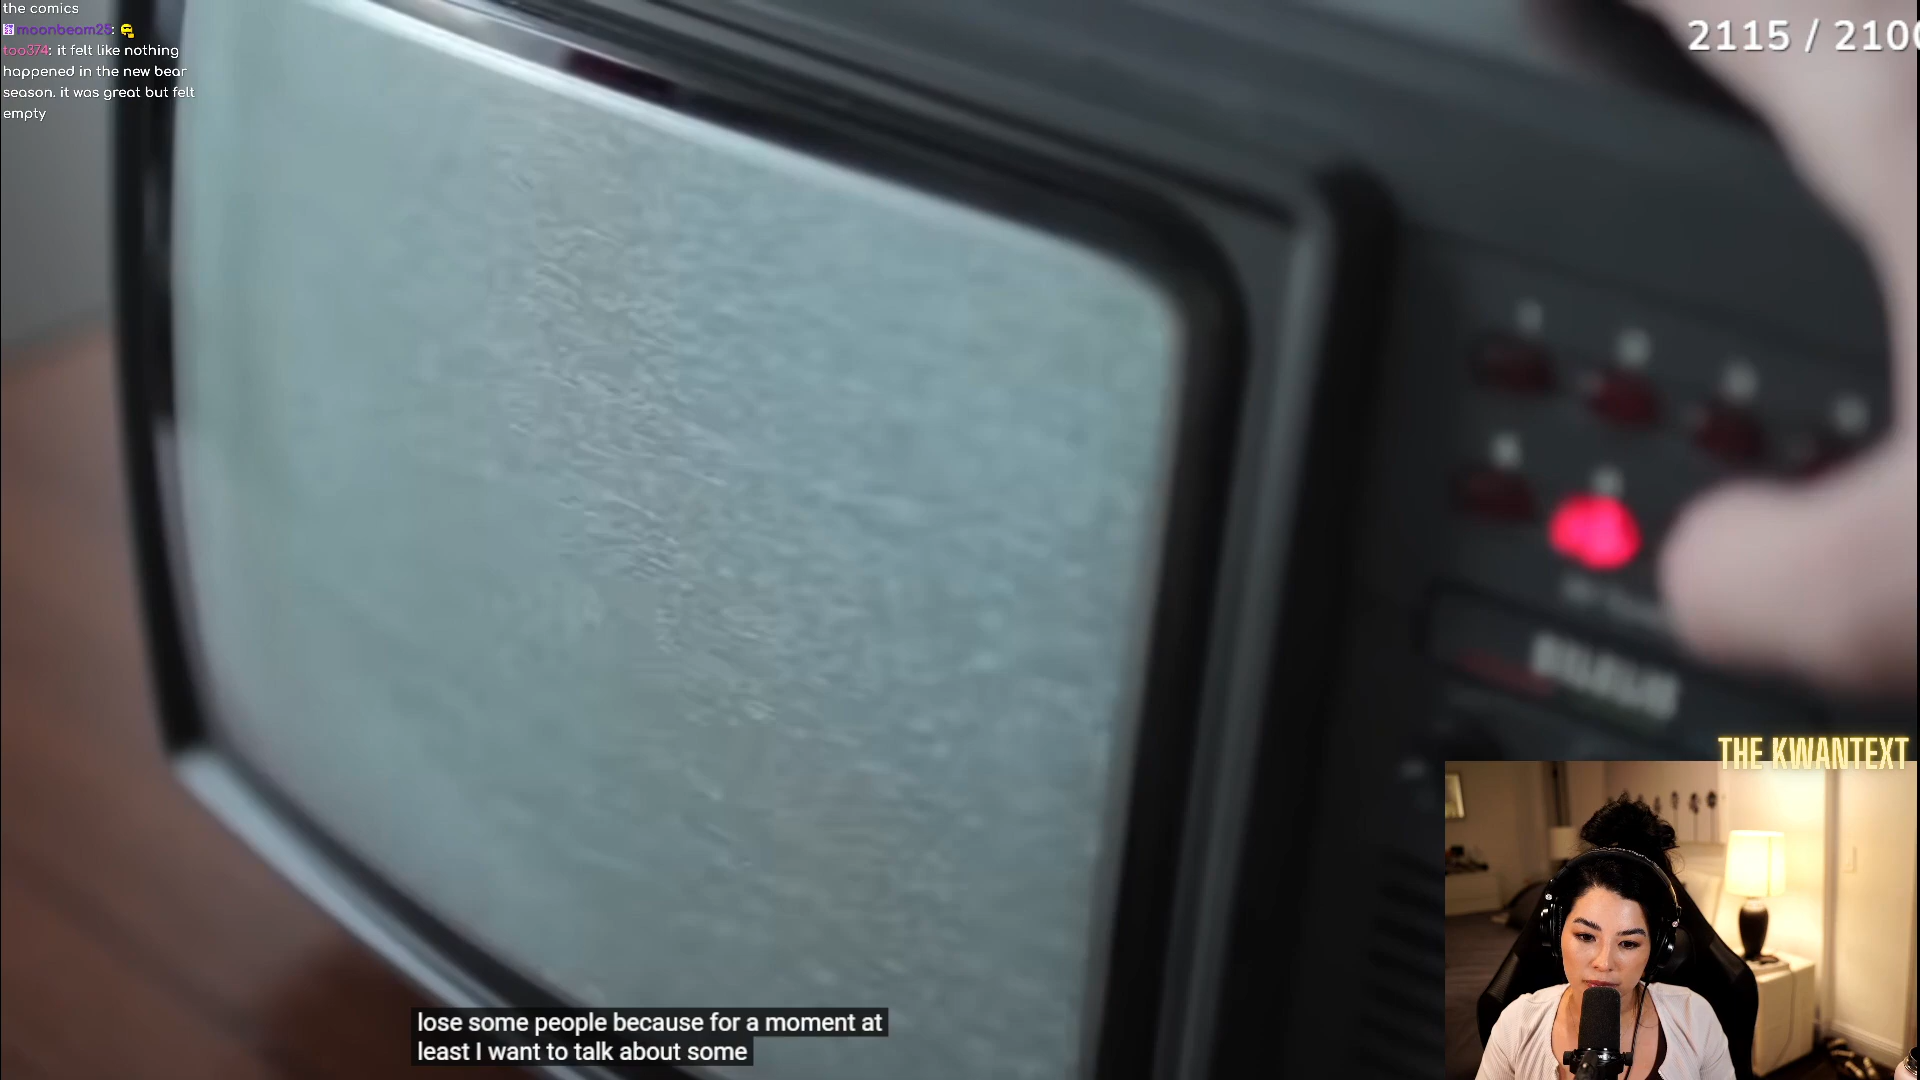 the comics
moonbeam25:
too374: it felt like nothing
happened in the new bear
season. it was great but felt
empty
2115 / 210
lose some people because for a moment at
least I want to talk about some
THE KWANTEXT